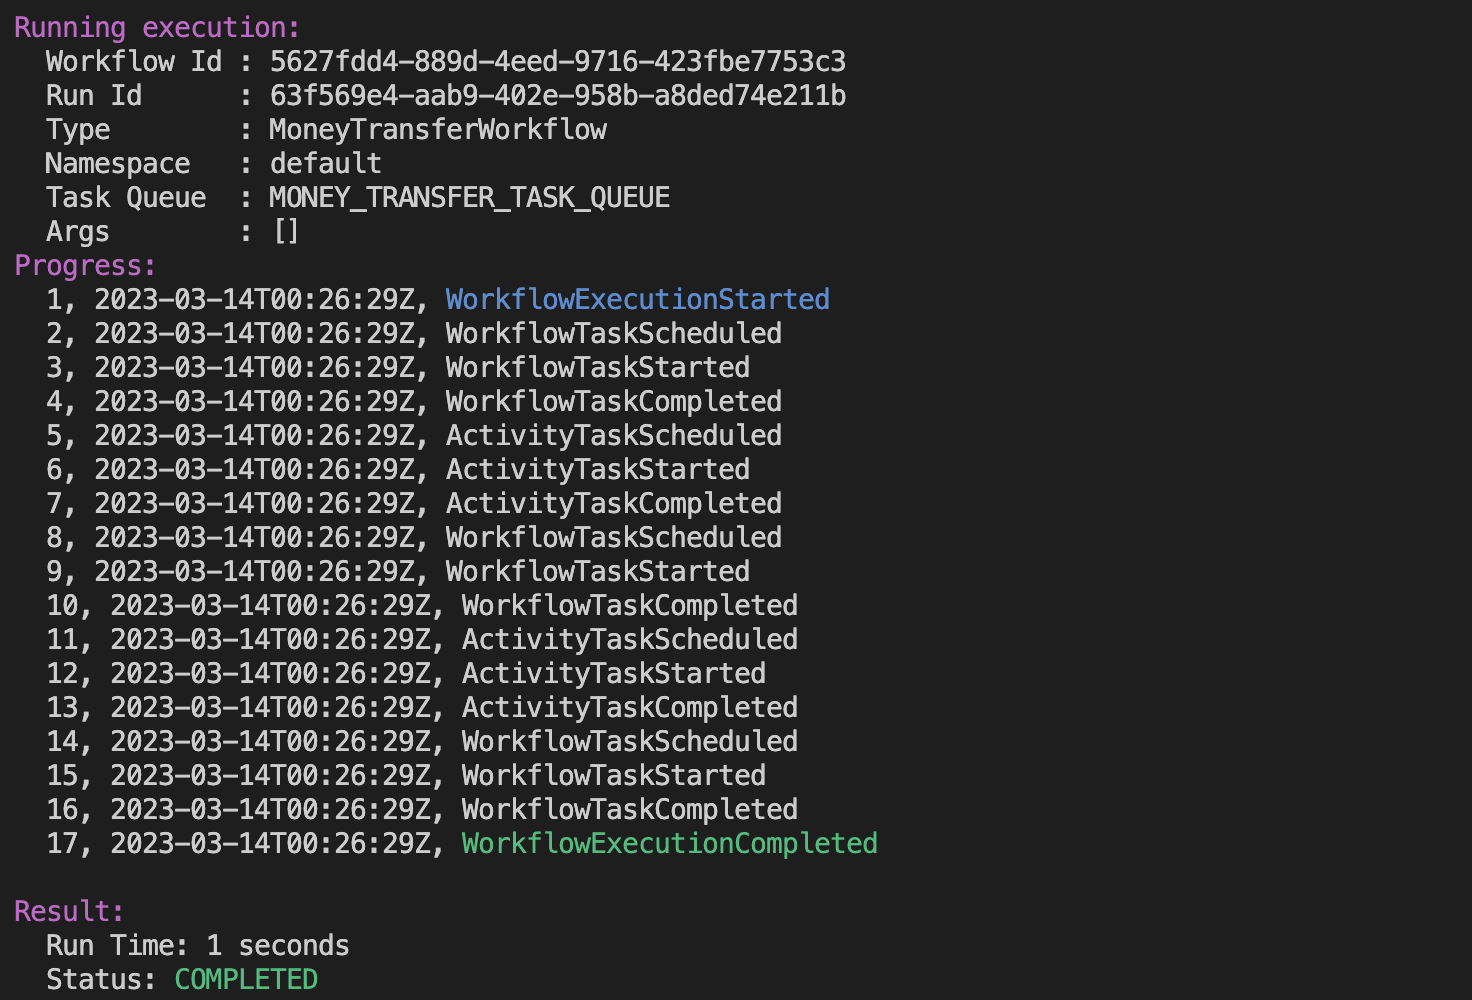 Running execution:
  Workflow Id : 5627fdd4-889d-4eed-9716-423fbe7753c3
  Run Id      : 63f569e4-aab9-402e-958b-a8ded74e211b
  Type        : MoneyTransferWorkflow
  Namespace   : default
  Task Queue  : MONEY_TRANSFER_TASK_QUEUE
  Args        : []
Progress:
  1, 2023-03-14T00:26:29Z, WorkflowExecutionStarted
  2, 2023-03-14T00:26:29Z, WorkflowTaskScheduled
  3, 2023-03-14T00:26:29Z, WorkflowTaskStarted
  4, 2023-03-14T00:26:29Z, WorkflowTaskCompleted
  5, 2023-03-14T00:26:29Z, ActivityTaskScheduled
  6, 2023-03-14T00:26:29Z, ActivityTaskStarted
  7, 2023-03-14T00:26:29Z, ActivityTaskCompleted
  8, 2023-03-14T00:26:29Z, WorkflowTaskScheduled
  9, 2023-03-14T00:26:29Z, WorkflowTaskStarted
  10, 2023-03-14T00:26:29Z, WorkflowTaskCompleted
  11, 2023-03-14T00:26:29Z, ActivityTaskScheduled
  12, 2023-03-14T00:26:29Z, ActivityTaskStarted
  13, 2023-03-14T00:26:29Z, ActivityTaskCompleted
  14, 2023-03-14T00:26:29Z, WorkflowTaskScheduled
  15, 2023-03-14T00:26:29Z, WorkflowTaskStarted
  16, 2023-03-14T00:26:29Z, WorkflowTaskCompleted
  17, 2023-03-14T00:26:29Z, WorkflowExecutionCompleted

Result:
  Run Time: 1 seconds
  Status: COMPLETED